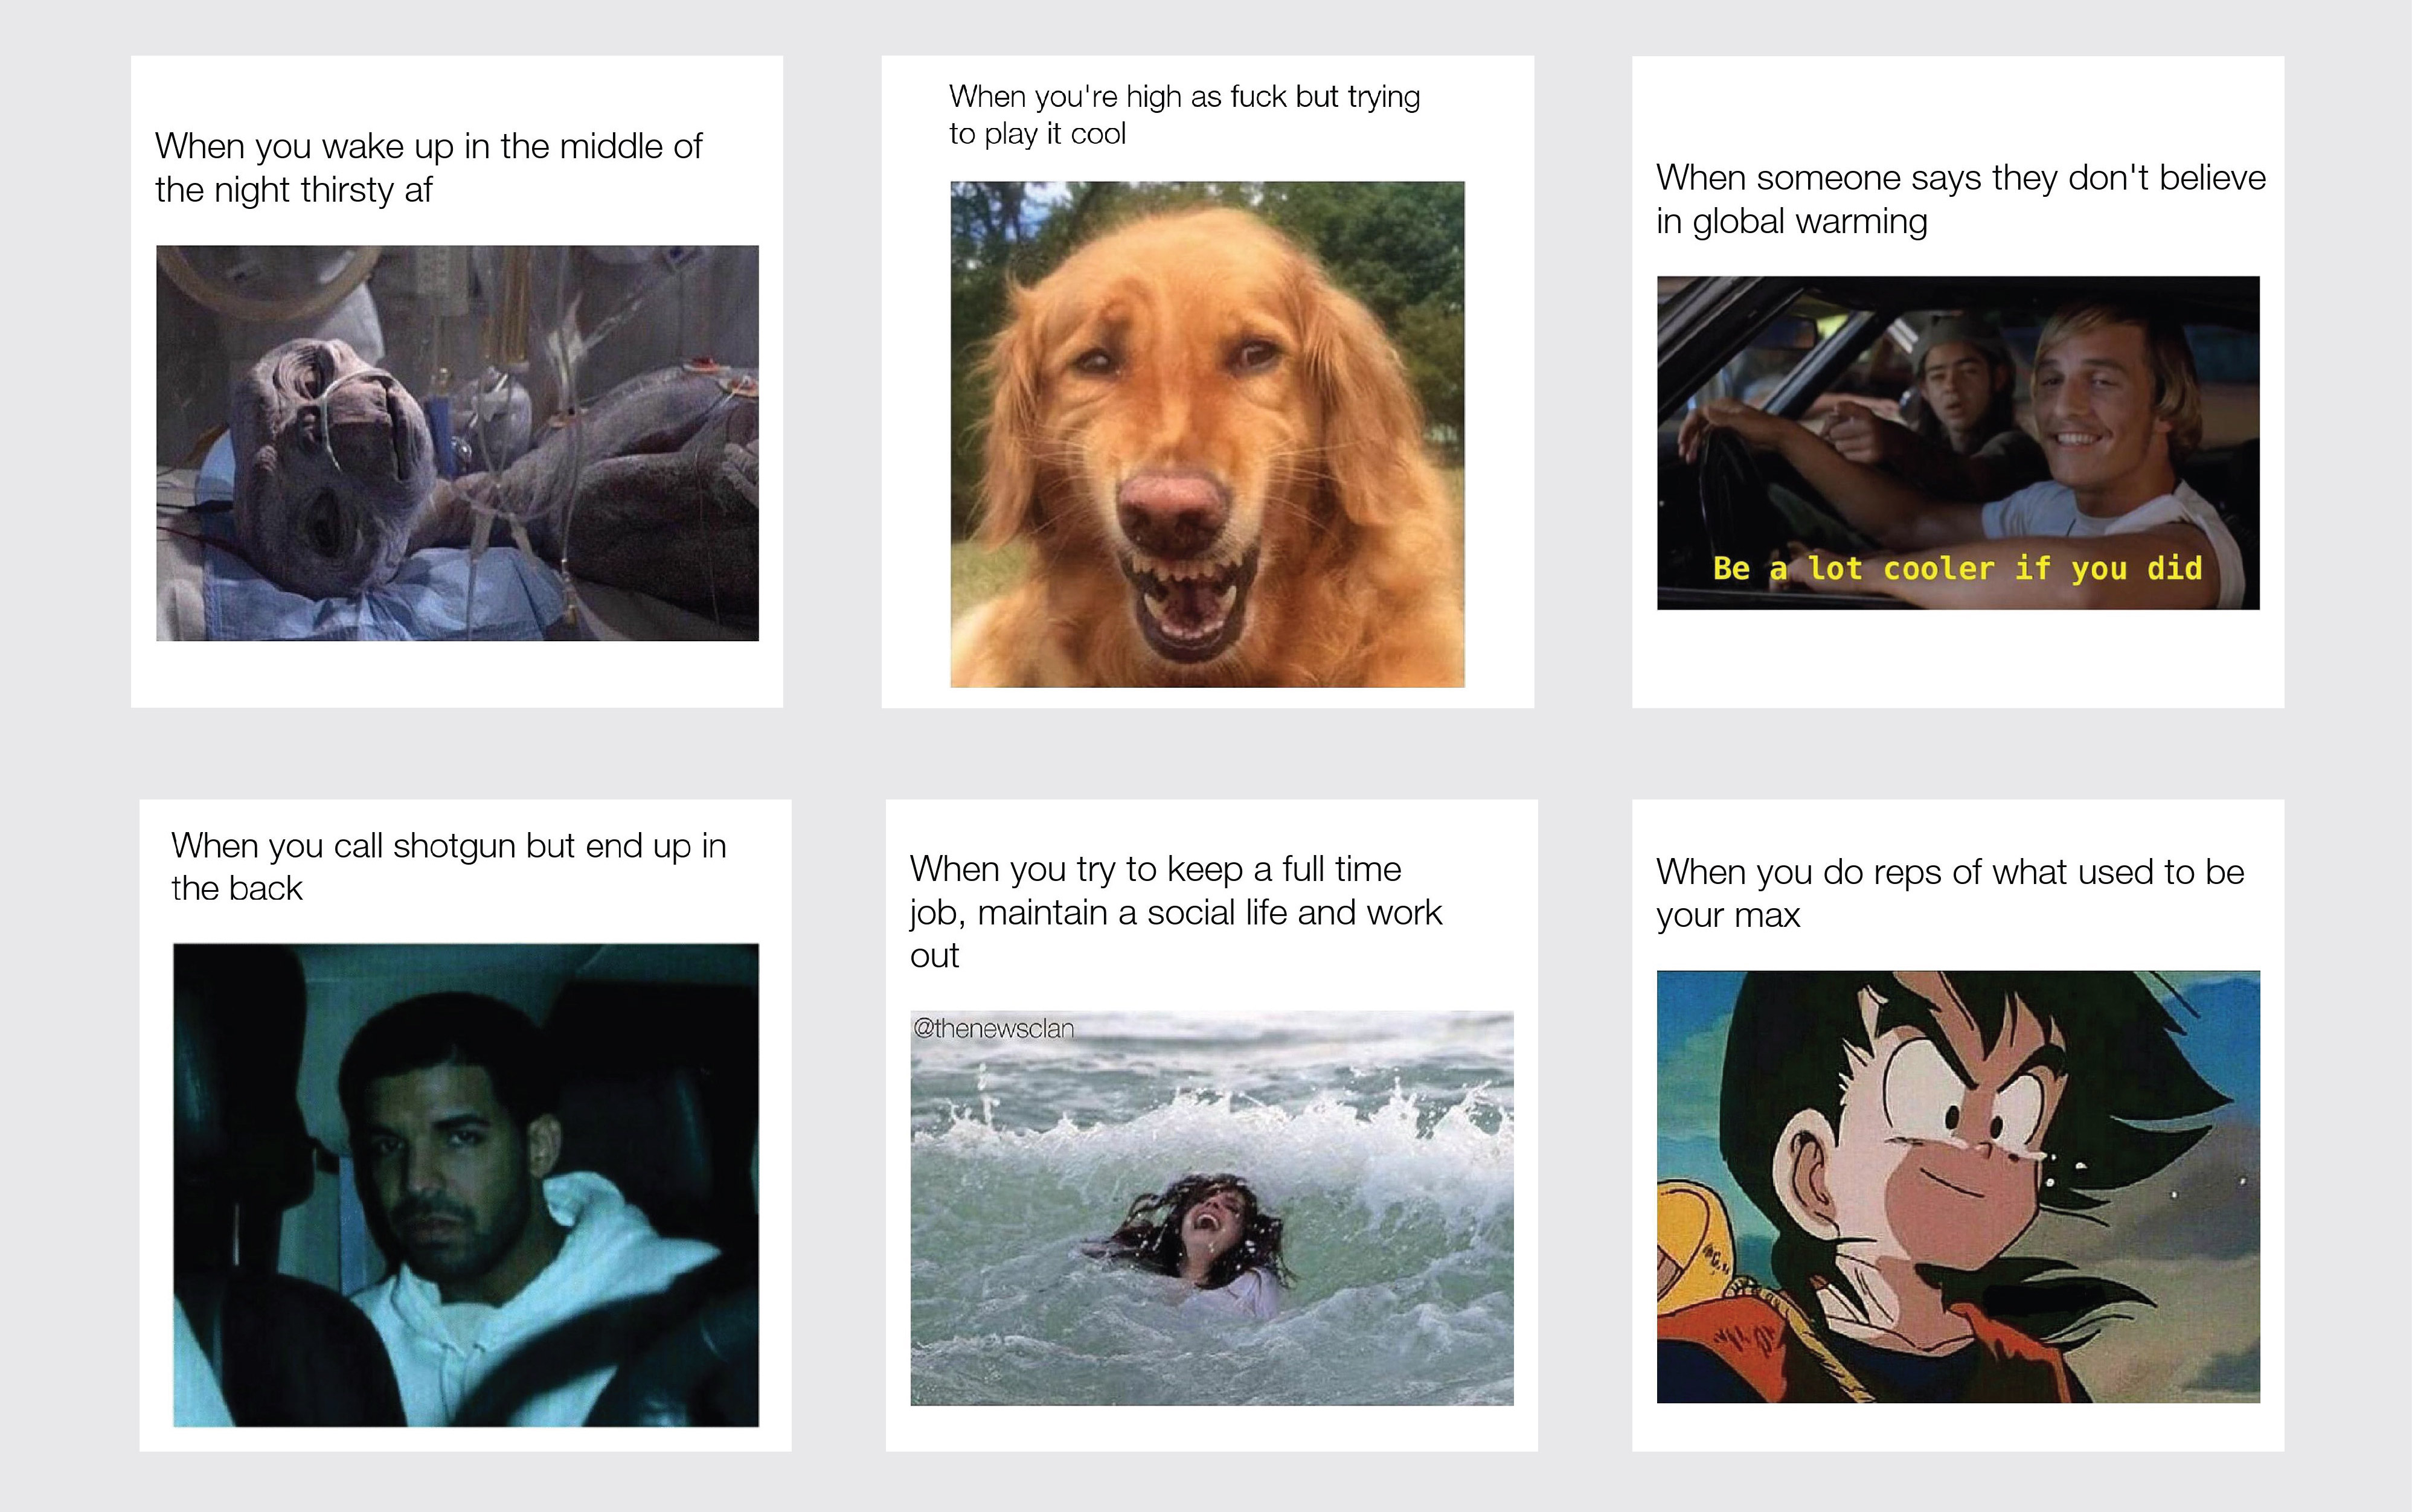 When you wake up in the middle of
the night thirsty af
When you're high as fuck but trying
to play it cool
When someone says they don't believe
in global warming
Be a lot cooler if you did
When you call shotgun but end up in
the back
When you try to keep a full time
job, maintain a social life and work
out
@thenewsclan
When you do reps of what used to be
your max